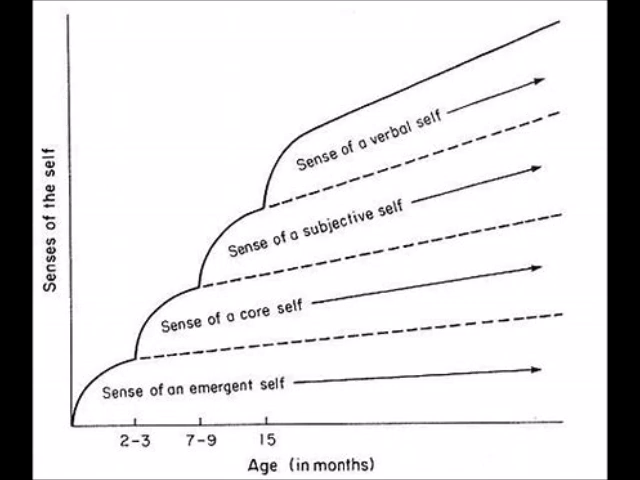 Senses of the self
Sense of a verbal self
Sense of a subjective self
Sense of a core self
Sense of an emergent self
2-3
7-9
15
Age (in months)